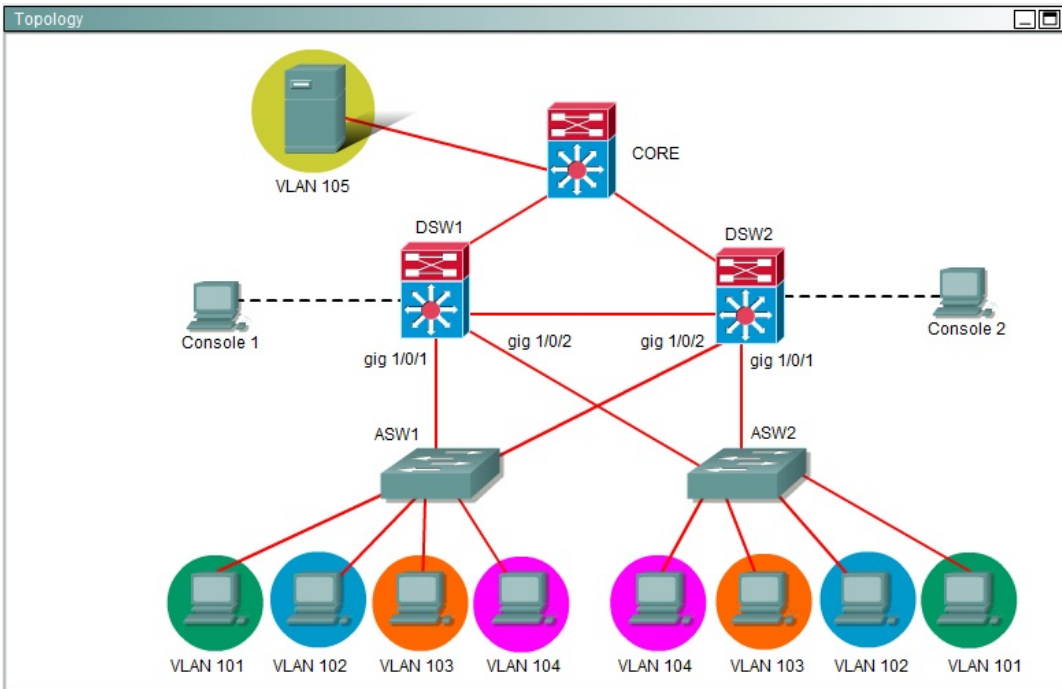 Topology
VLAN 105
CORE
DSW1
DSW2
Console 1
Console 2
gig 1/0/1
gig 1/0/2
gig 1/0/2
gig 1/0/1
ASW1
ASW2
VLAN 101
VLAN 102
VLAN 103
VLAN 104
VLAN 104
VLAN 103
VLAN 102
VLAN 101